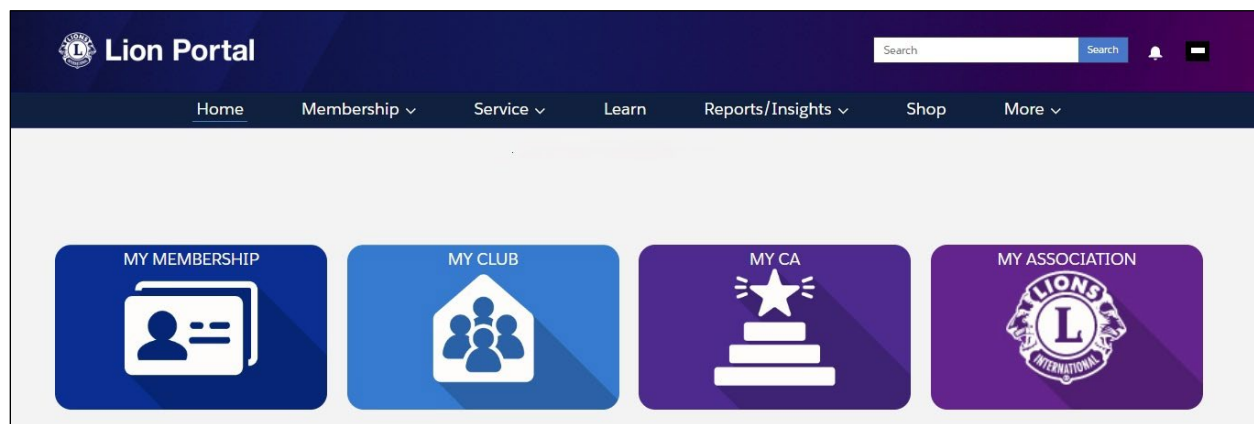 Lion Portal
Search Search
Home Membership Service Learn Reports/Insights Shop More
MY MEMBERSHIP MY CLUB MY CA MY ASSOCIATION
LIONS
L
INTERNATIONAL